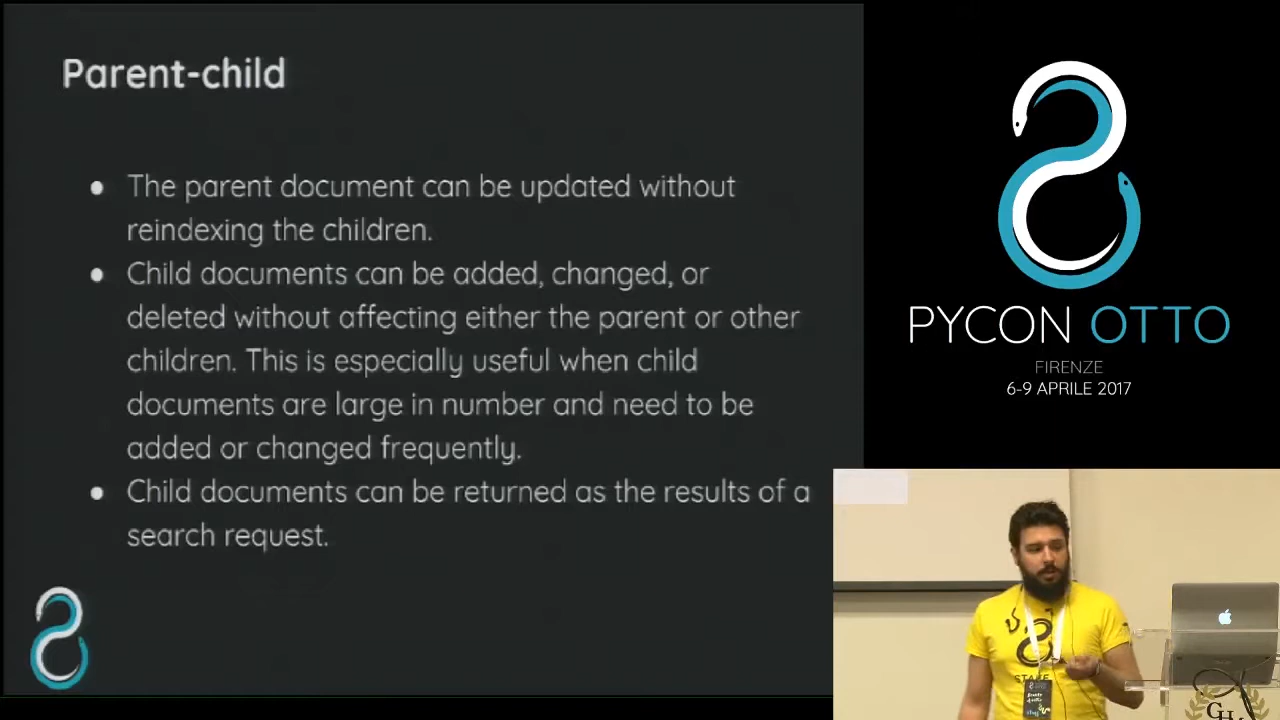 Parent-child
● The parent document can be updated without
reindexing the children.
● Child documents can be added, changed, or
deleted without affecting either the parent or other
children. This is especially useful when child
documents are large in number and need to be
added or changed frequently.
● Child documents can be returned as the results of a
search request.
PYCON OTTO
FIRENZE
6-9 APRILE 2017
STAFF
GH